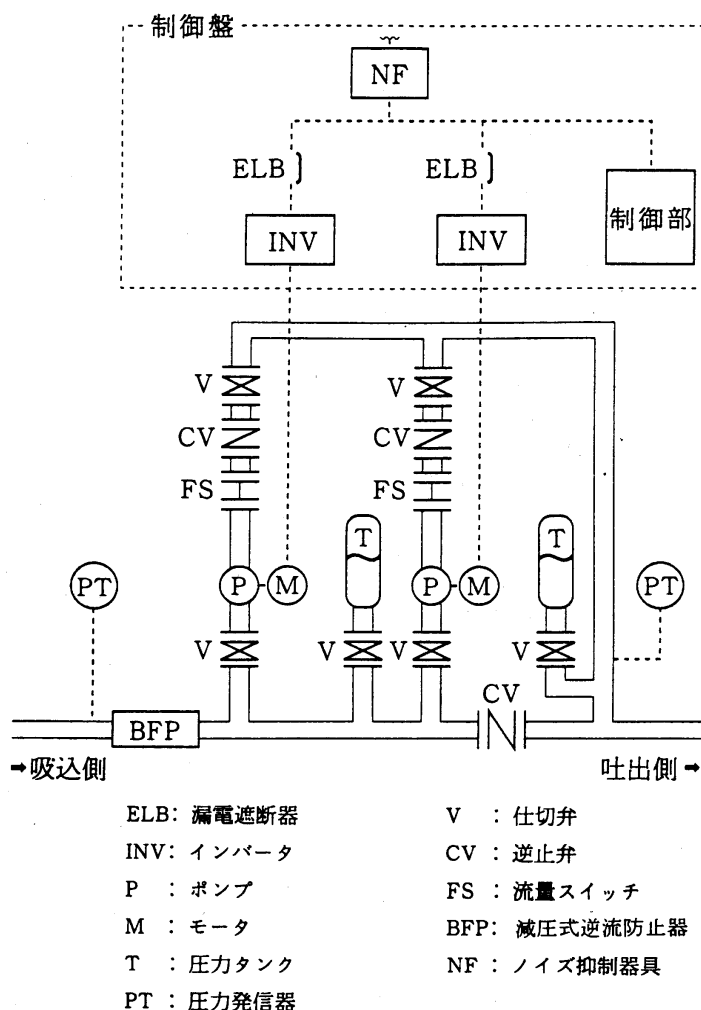 制御盤
NF
ELB ELB
INV INV 制御部
V V
CV CV
FS FS
T T
PT P M P M PT
V V V V
CV
BFP
➡吸込側 吐出側➡
ELB: 漏電遮断器
INV: インバータ
P : ポンプ
M : モータ
T : 圧力タンク
PT : 圧力発信器
V : 仕切弁
CV : 逆止弁
FS : 流量スイッチ
BFP: 減圧式逆流防止器
NF : ノイズ抑制器具